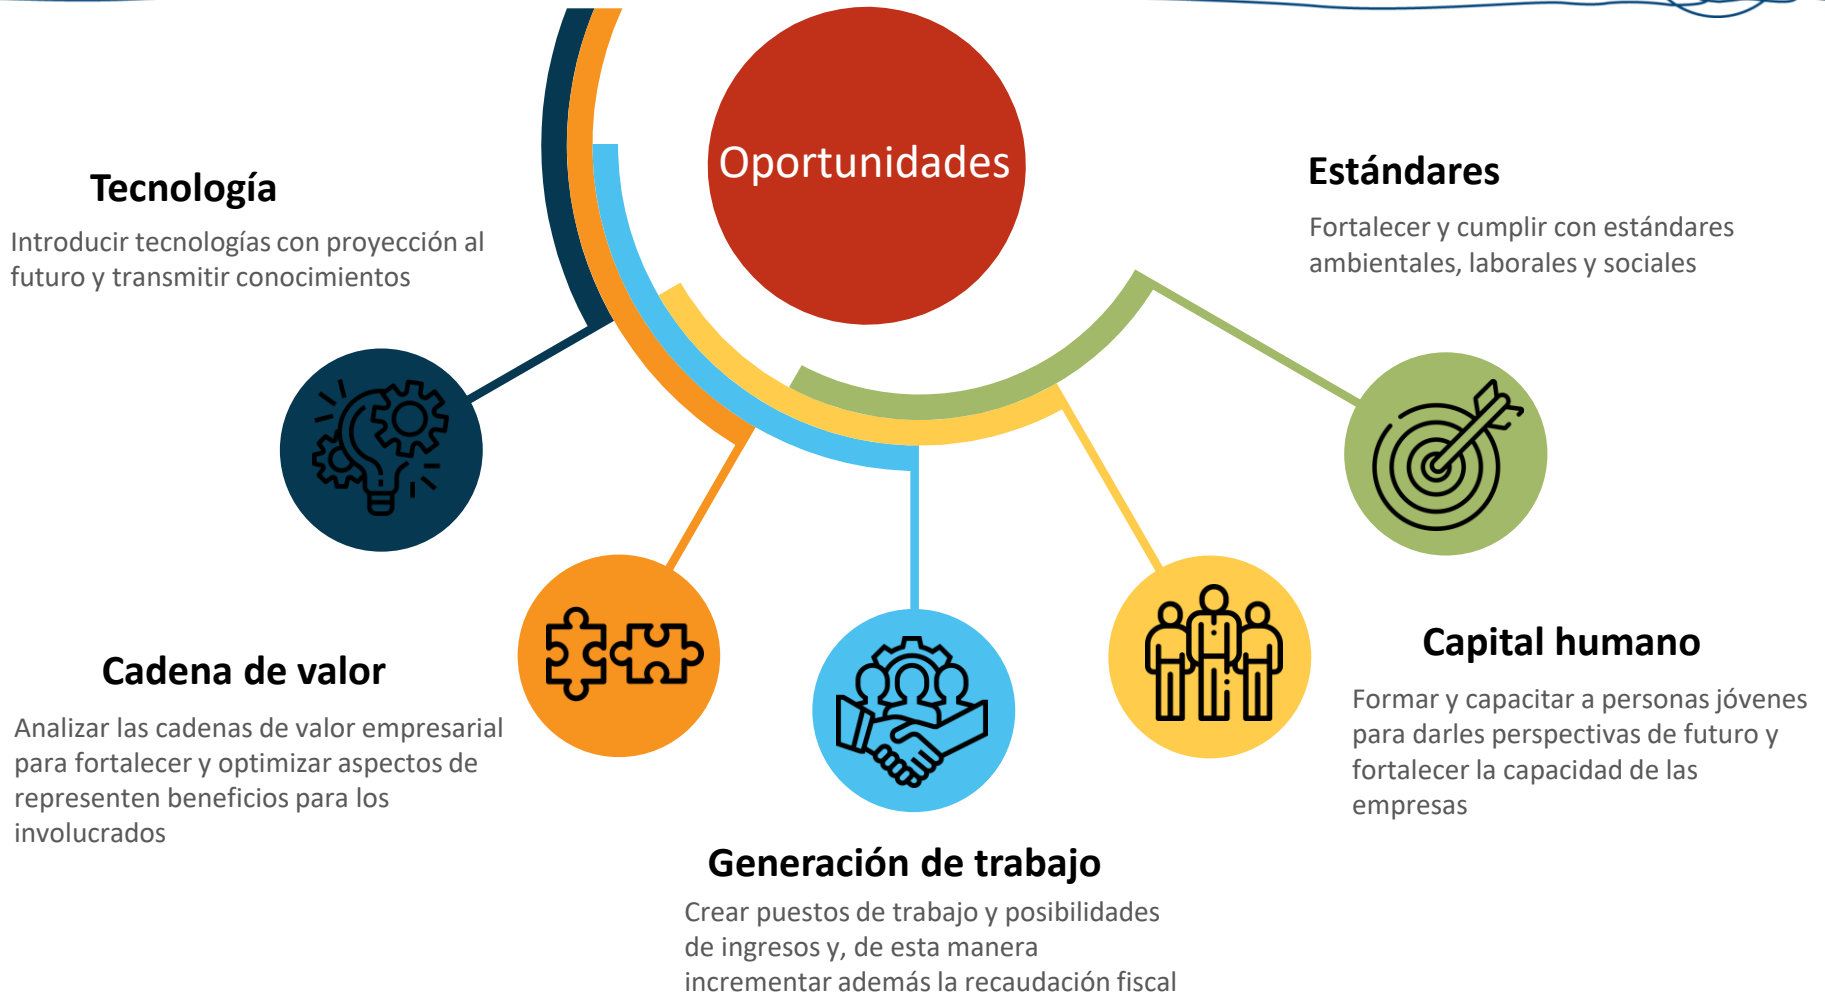 Oportunidades
Tecnología
Introducir tecnologías con proyección al
futuro y transmitir conocimientos
Estándares
Fortalecer y cumplir con estándares
ambientales, laborales y sociales
Cadena de valor
Analizar las cadenas de valor empresarial
para fortalecer y optimizar aspectos de
representen beneficios para los
involucrados
Generación de trabajo
Crear puestos de trabajo y posibilidades
de ingresos y, de esta manera
incrementar además la recaudación fiscal
Capital humano
Formar y capacitar a personas jóvenes
para darles perspectivas de futuro y
fortalecer la capacidad de las
empresas